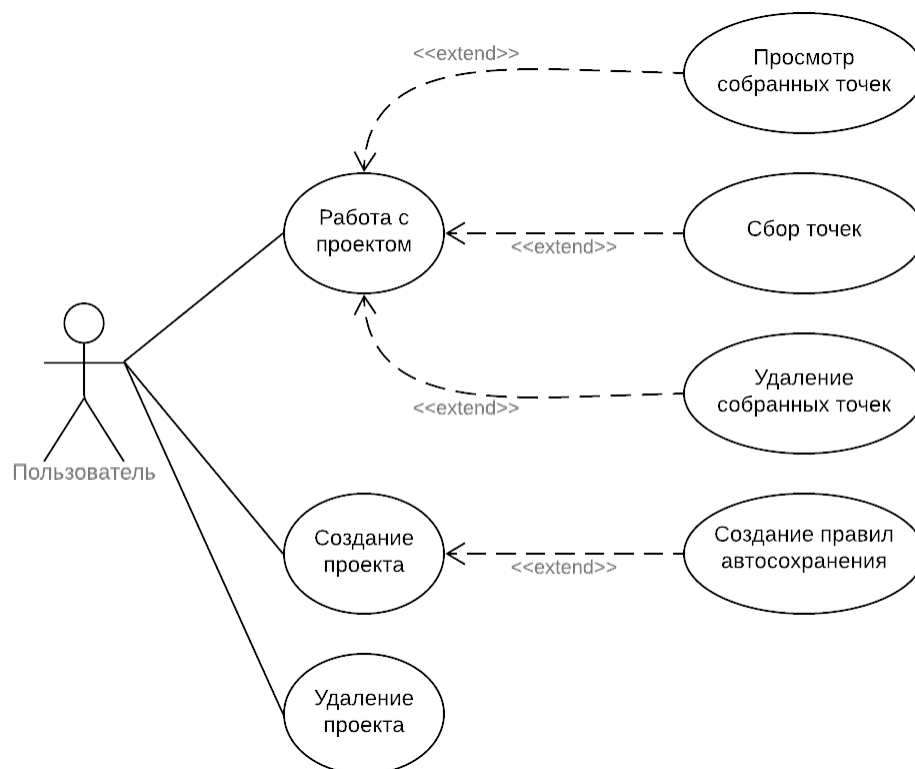 <<extend>>
Просмотр
собранных точек
Работа с
проектом
<<extend>>
Сбор точек
Удаление
собранных точек
<<extend>>
Пользователь
Создание
проекта
<<extend>>
Создание правил
автосохранения
Удаление
проекта